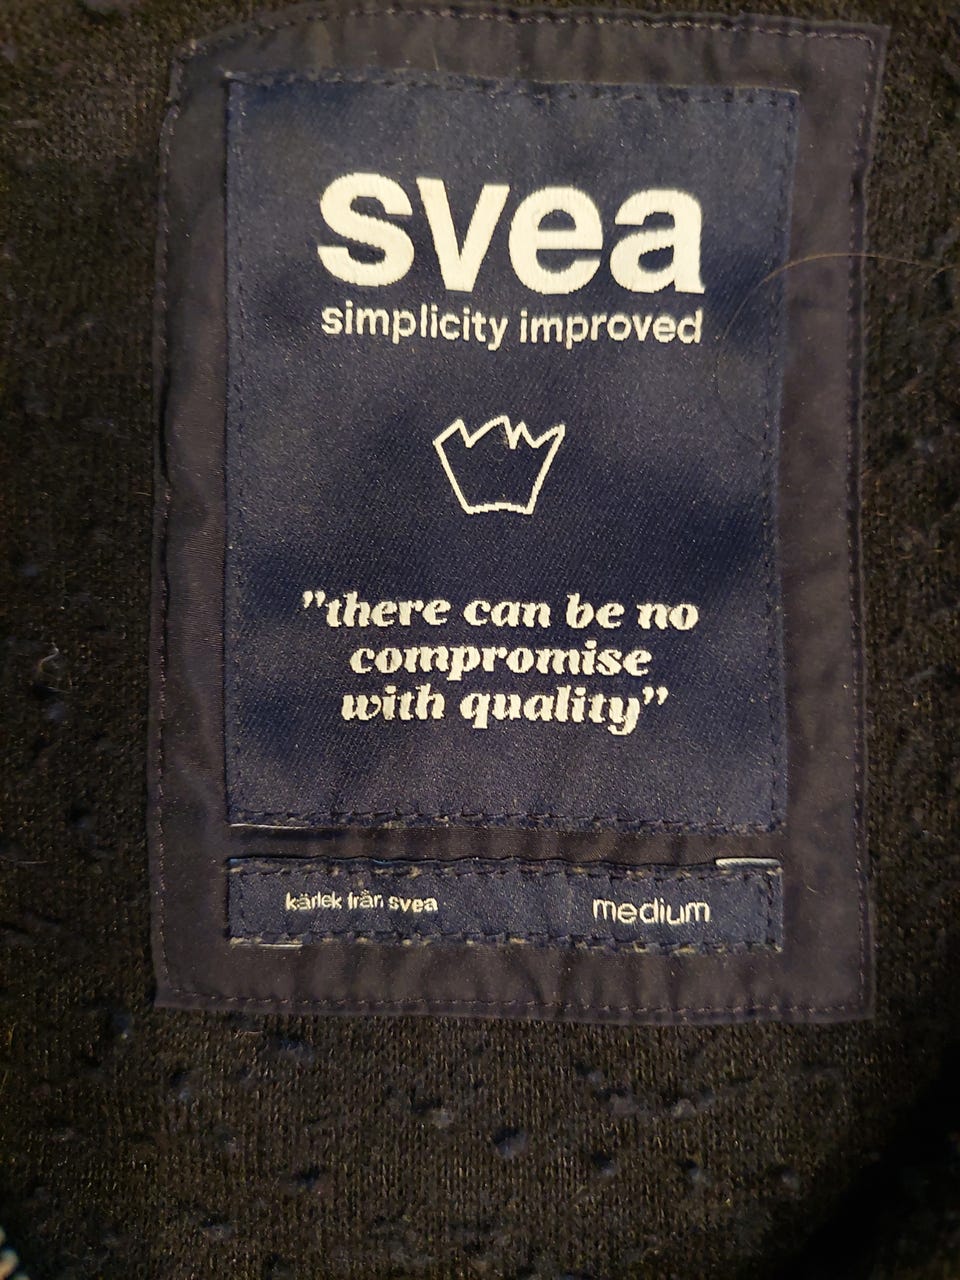 svea
simplicity improved
"there can be no
compromise
with quality"
kärlek från svea
medium